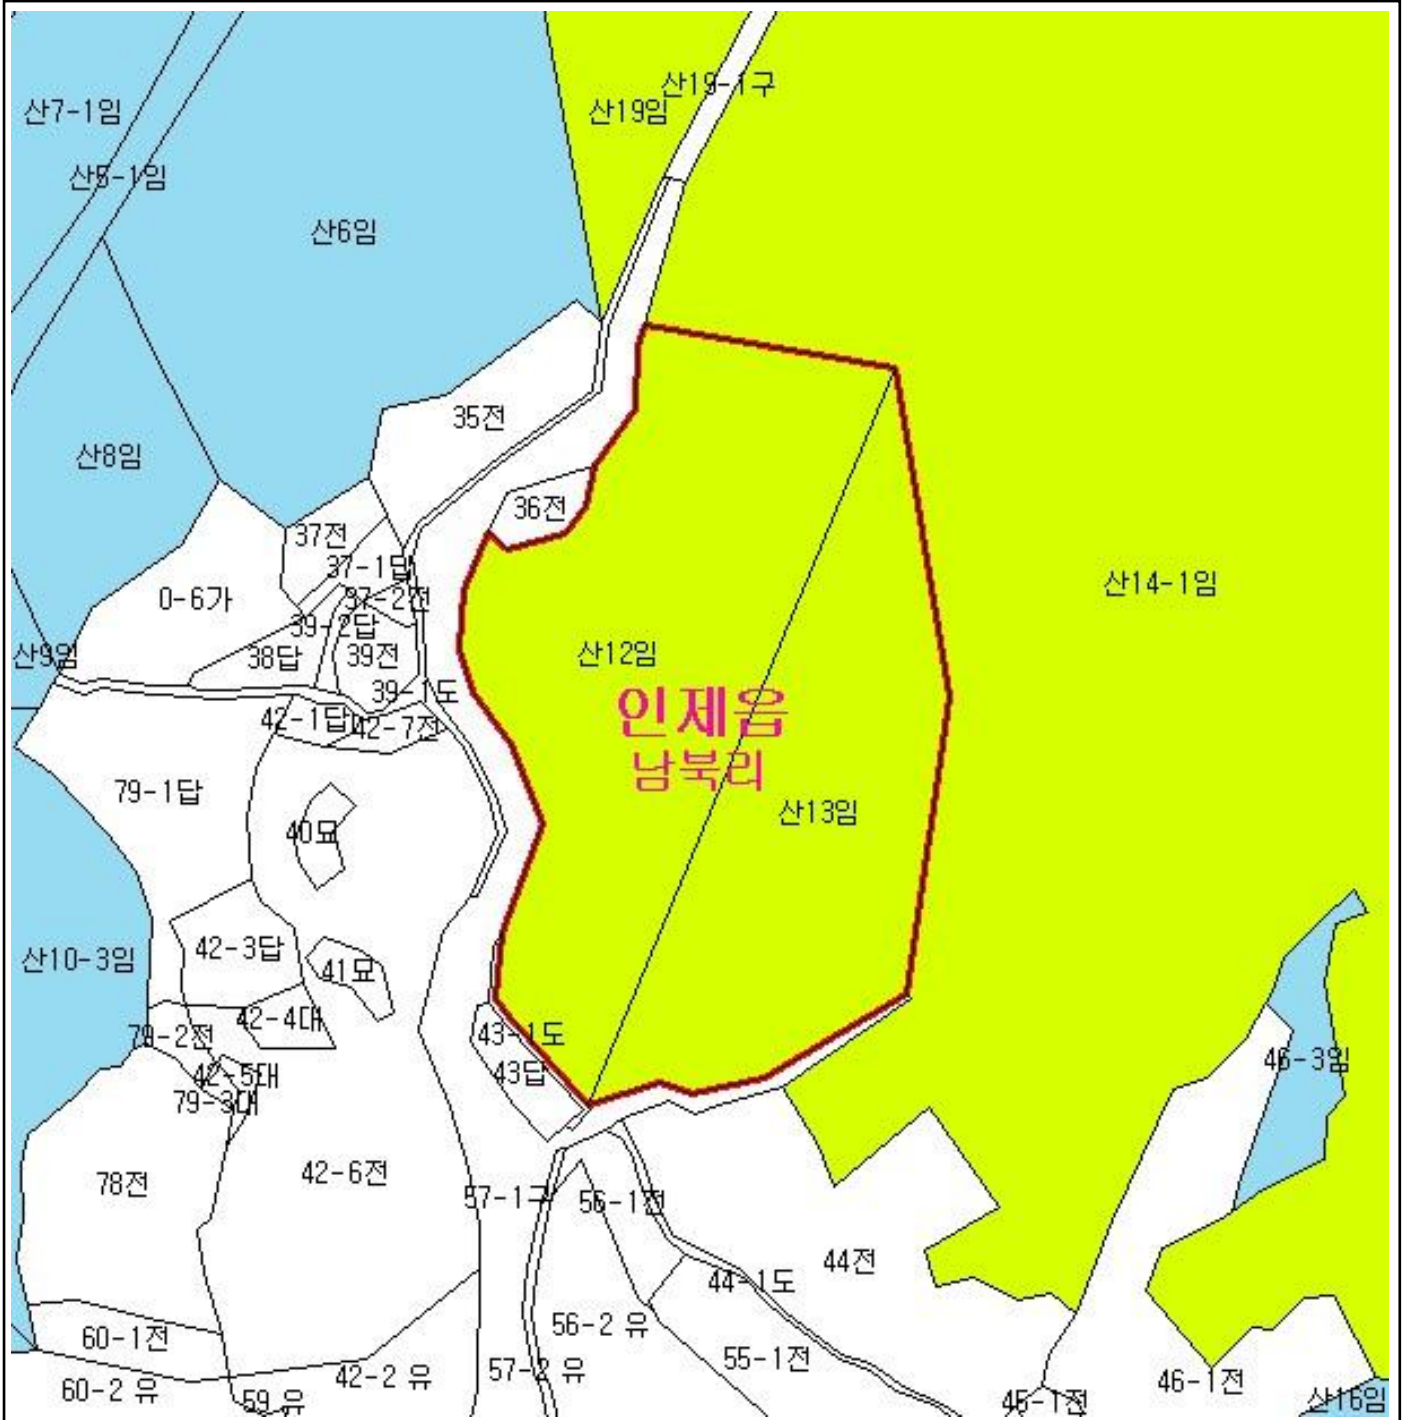 산19-1구
산7-1임
산19임
산5-1임
산6임
35전
산8임
36전
37전
37-1답
산14-1임
0-6가
37-2전
39-2답
산9임
38답
39전
산12임
39-1도
인제읍
42-1답
42-7전
남북리
79-1답
산13임
40묘
42-3답
산10-3임
41묘
42-4대
79-2전
43-1도
46-3임
42-5대
43답
79-3대
78전
42-6전
57-1구
56-1전
44전
44-1도
56-2 유
60-1전
55-1전
57-2 유
42-2 유
46-1전
60-2 유
59 유
45-1전
산16임